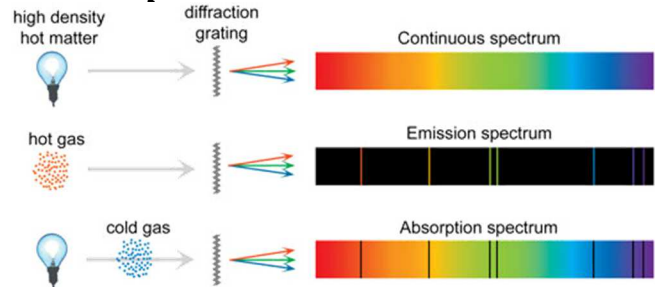 high density
hot matter
diffraction
grating
Continuous spectrum
hot gas
Emission spectrum
cold gas
Absorption spectrum